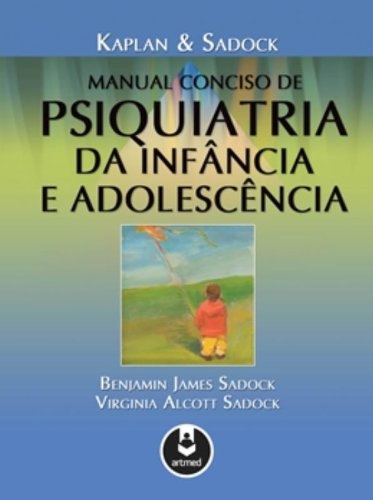 KAPLAN & SADOCK
MANUAL CONCISO DE
PSIQUIATRIA
DA INFÂNCIA
E ADOLESCÊNCIA
BENJAMIN JAMES SADOCK
VIRGINIA ALCOTT SADOCK
artmed